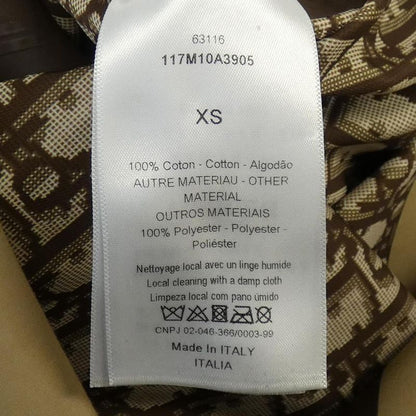 63116
117M10A3905
XS
100% Coton - Cotton - Algodão
AUTRE MATERIAU - OTHER
MATERIAL
OUTROS MATERIAIS
100% Polyester - Polyester -
Poliéster
Nettoyage local avec un linge humide
Local cleaning with a damp cloth
Limpeza local com pano úmido
CNPJ 02-046-366/0003-99
Made In ITALY
ITALIA